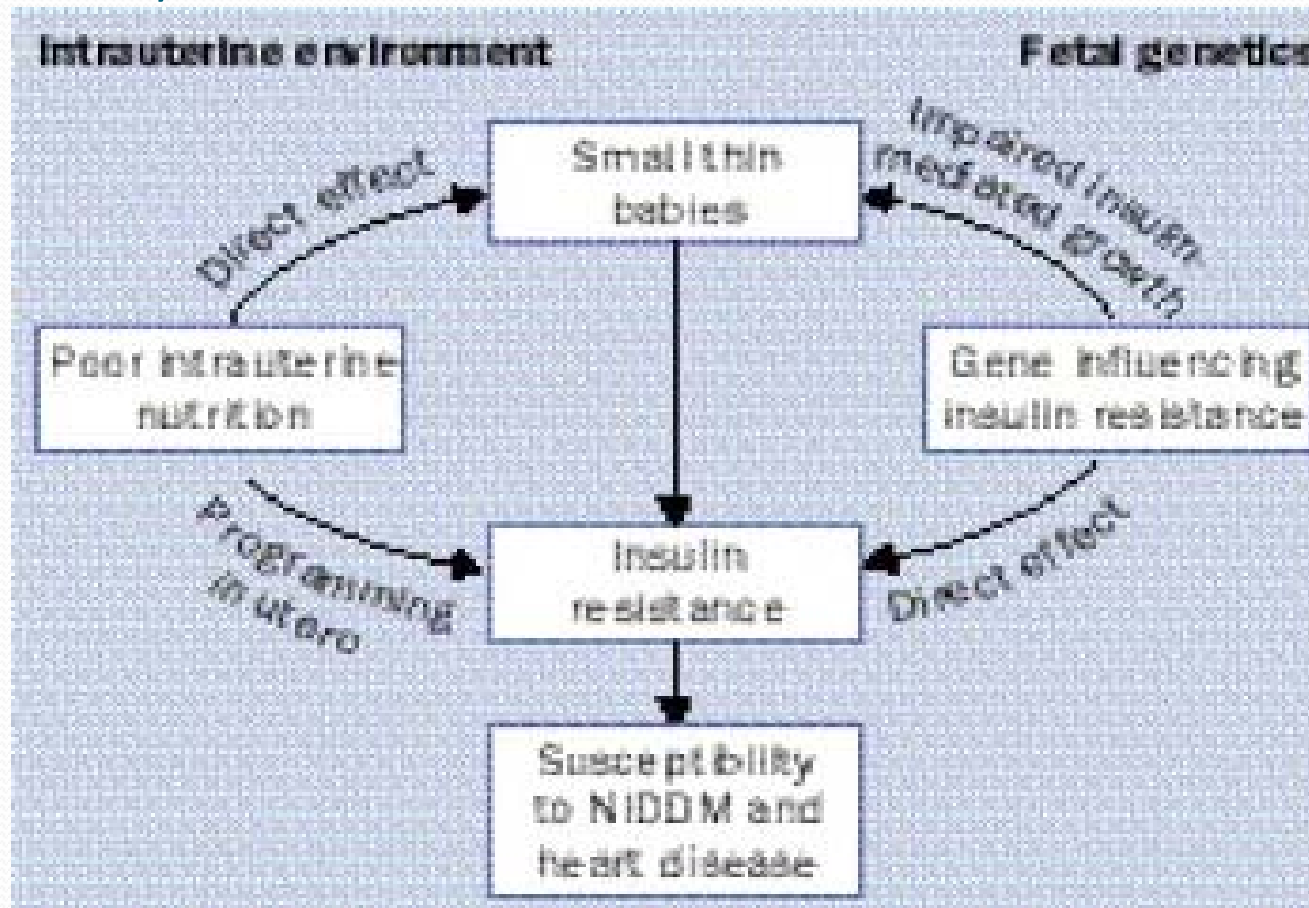 Intrauterine environment
Fetal genetics
Direct effect
Small thin
babies
Impaired insulin-
mediated growth
Poor intrauterine
nutrition
Gene influencing
insulin resistance
Programming
in utero
Insulin
resistance
Direct effect
Susceptibility
to NIDDM and
heart disease